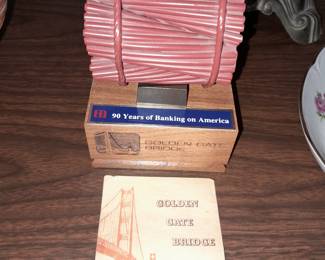 90 Years of Banking on America
GOLDEN GATE
BRIDGE
GOLDEN
GATE
BRIDGE